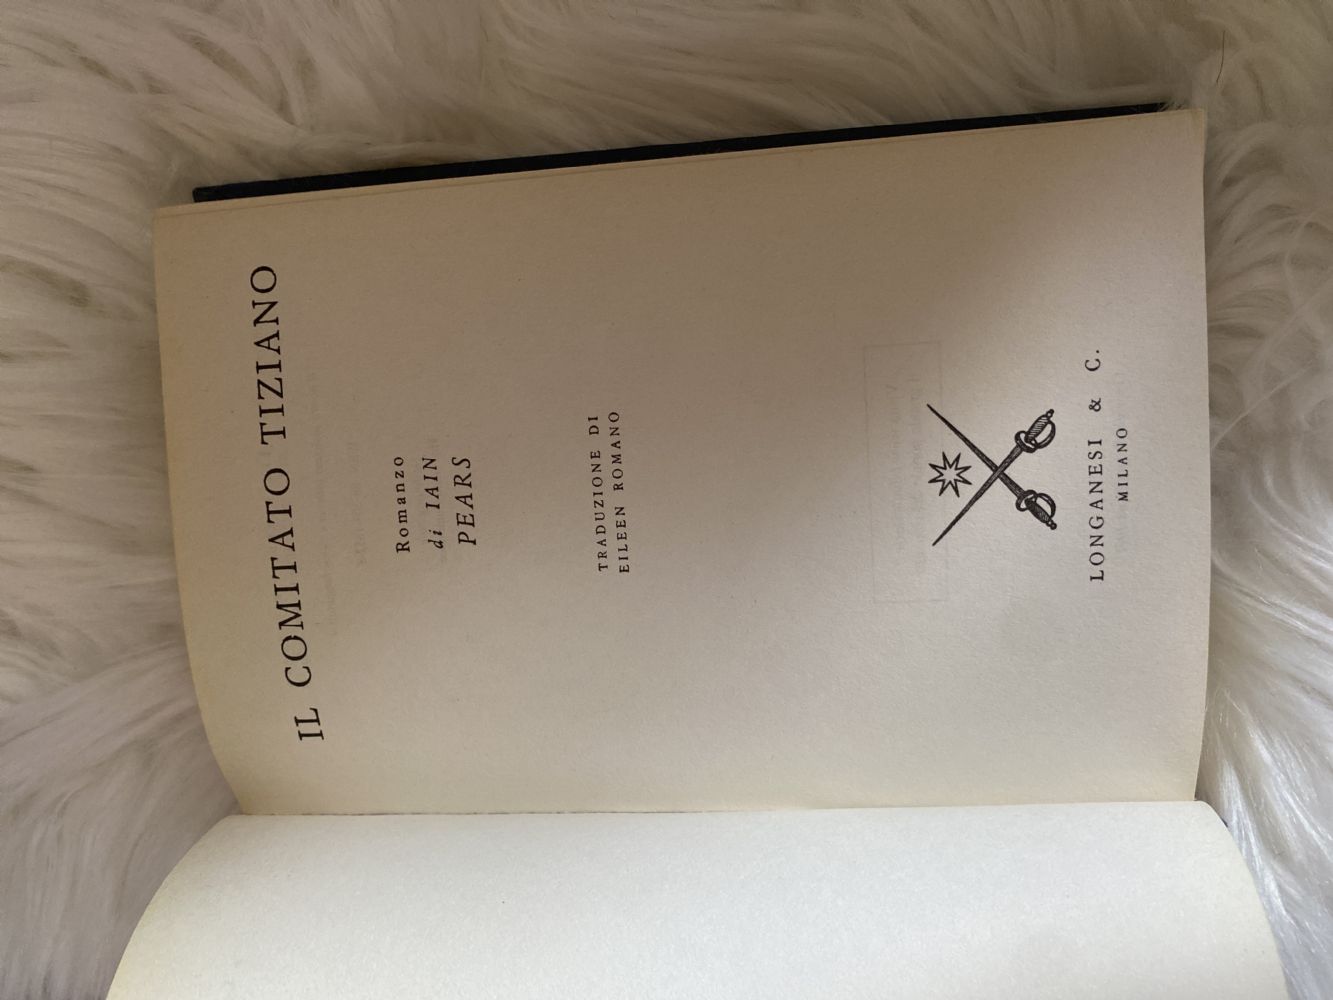 IL COMITATO TIZIANO
Romanzo
di IAIN
PEARS
TRADUZIONE DI
EILEEN ROMANO
LONGANESI & C.
MILANO